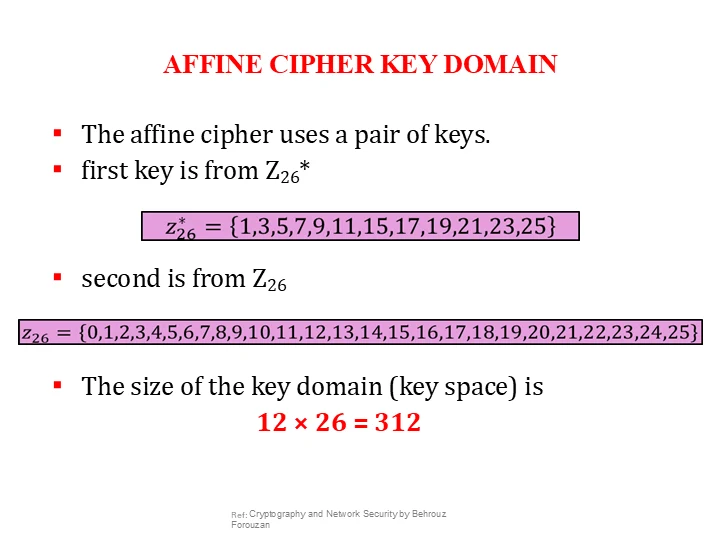 AFFINE CIPHER KEY DOMAIN
▪ The affine cipher uses a pair of keys.
▪ first key is from Z₂₆*
z₂₆* = {1,3,5,7,9,11,15,17,19,21,23,25}
▪ second is from Z₂₆
z₂₆ = {0,1,2,3,4,5,6,7,8,9,10,11,12,13,14,15,16,17,18,19,20,21,22,23,24,25}
▪ The size of the key domain (key space) is
12 × 26 = 312
Ref: Cryptography and Network Security by Behrouz
Forouzan